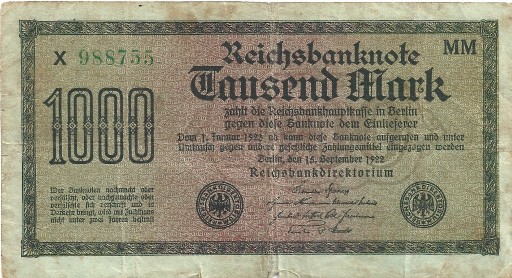 X 988755
MM
Reichsbanknote
1000
Tausend Mark
zahlt die Reichsbankhauptkasse in Berlin
gegen diese Banknote dem Einlieferer
Vom 1. Januar 1923 ab kann diese Banknote aufgerufen und unter
Umtausch gegen andere gesetzliche Zahlungsmittel eingezogen werden
Berlin, den 15. September 1922
Reichsbankdirektorium
Wer Banknoten nachmacht oder
verfälscht, oder nachgemachte oder
verfälschte sich verschafft und in
Verkehr bringt, wird mit Zuchthaus
nicht unter zwei Jahren bestraft